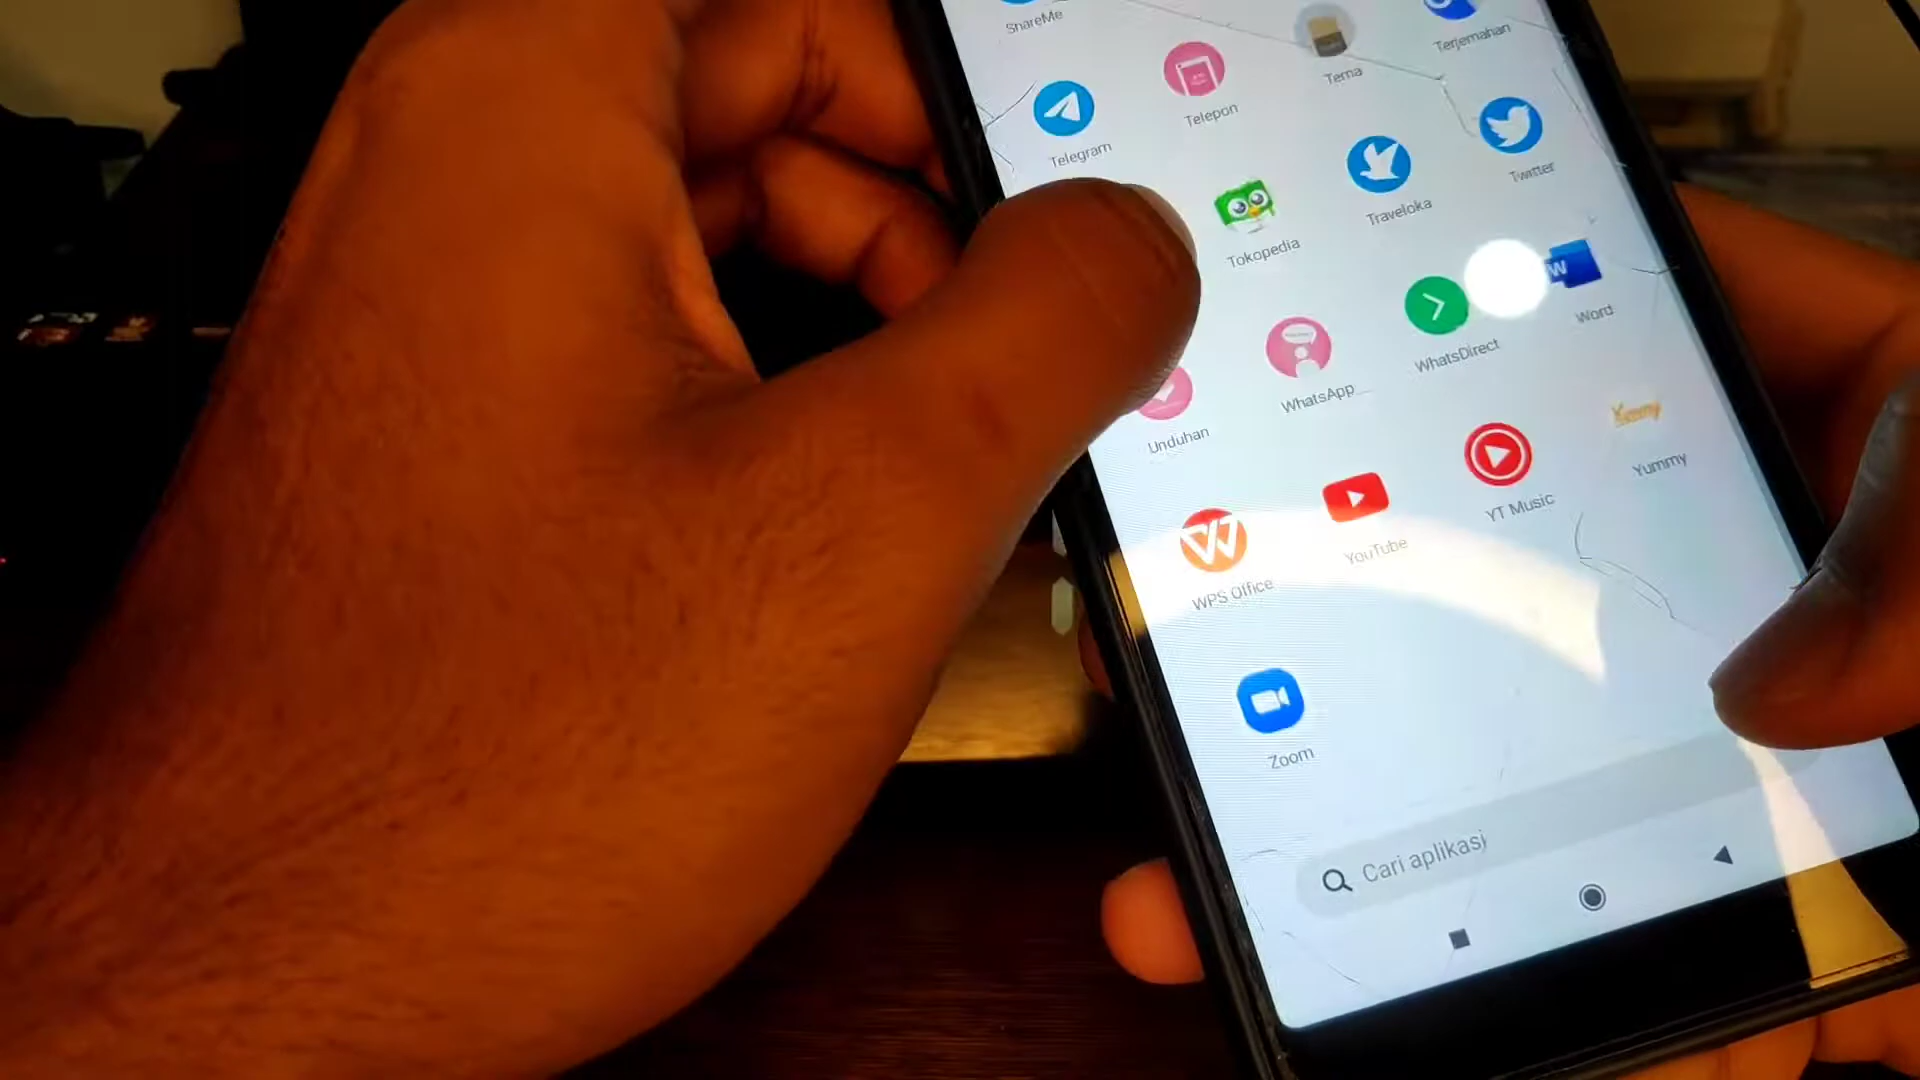 ShareMe
Telepon
Tema
Terjemahan
Telegram
Tokopedia
Traveloka
Twitter
Unduhan
WhatsApp ...
WhatsDirect
W
Word
WPS Office
YouTube
YT Music
Yummy
Yummy
Zoom
Cari aplikasi